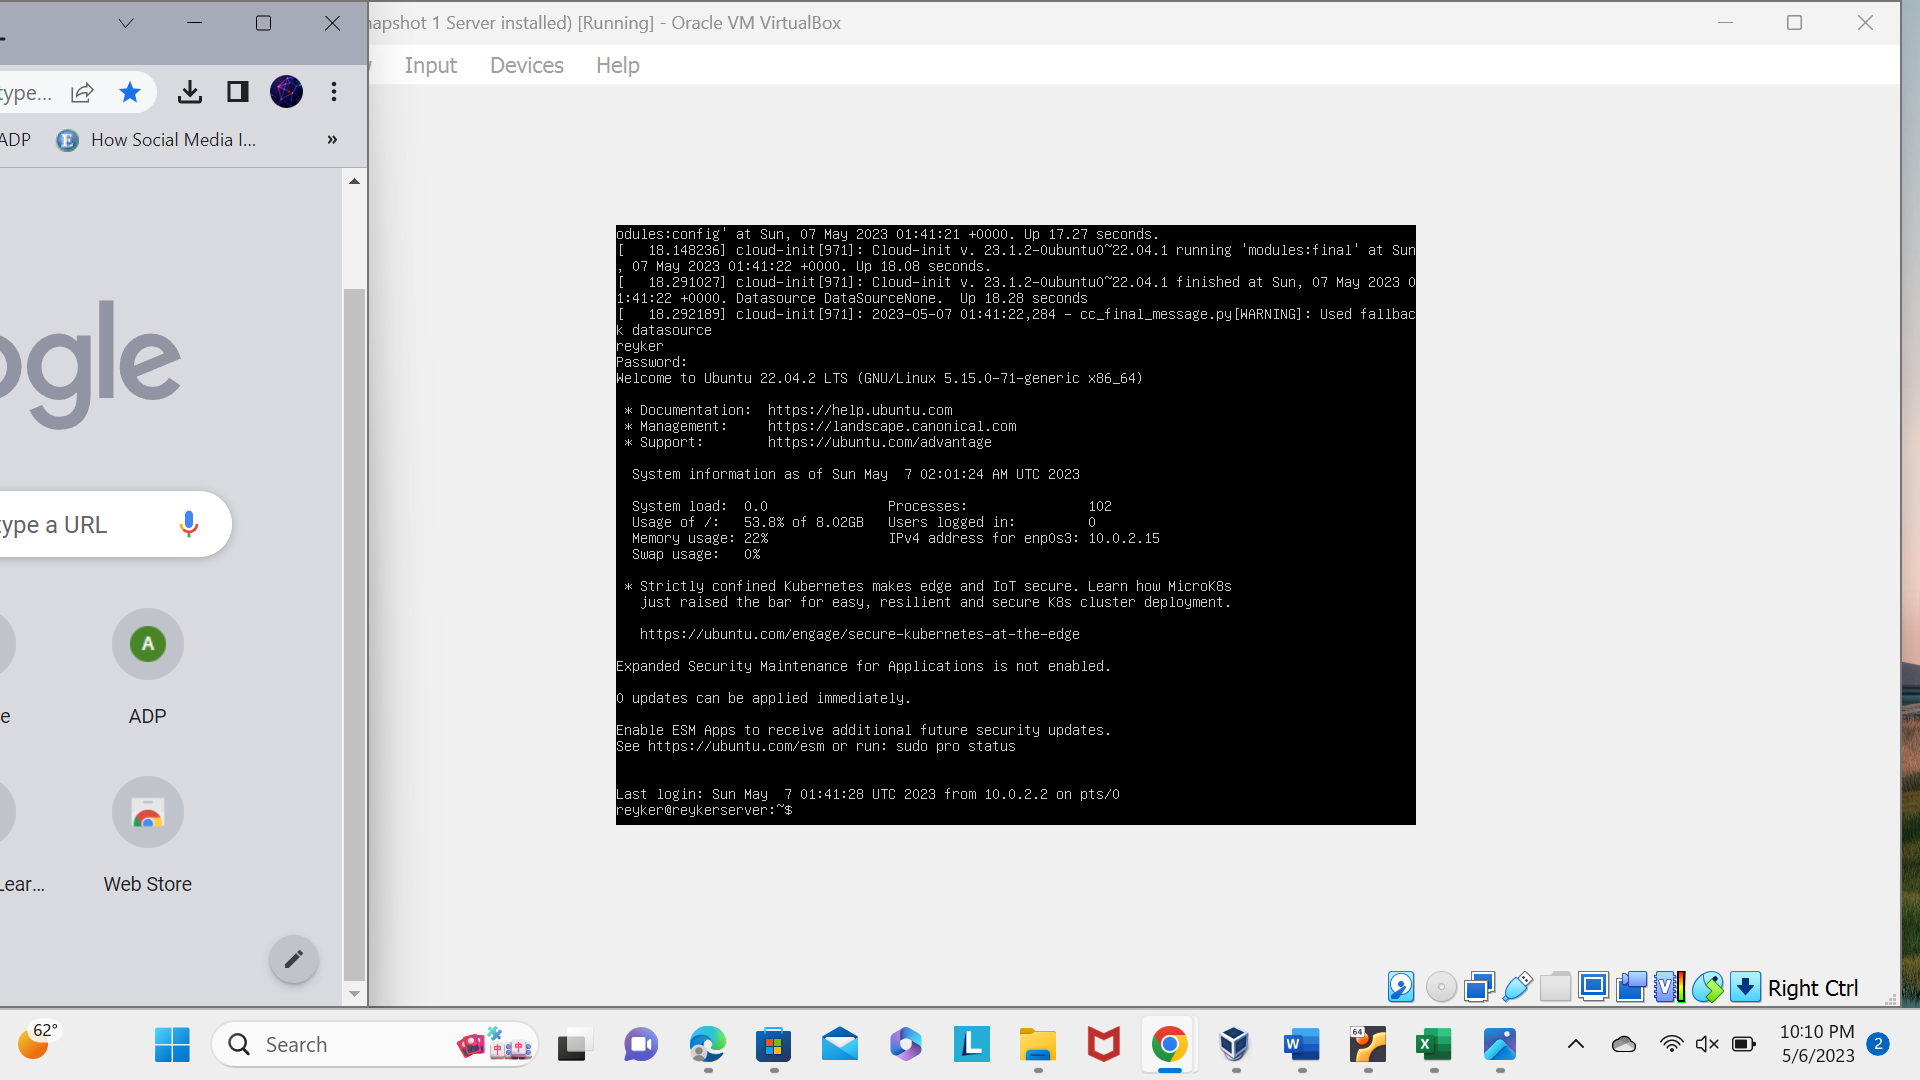 napshot 1 Server installed) [Running] - Oracle VM VirtualBox
Input Devices Help
type...
ADP
How Social Media I...
»
ogle
type a URL
A
e
ADP
Lear...
Web Store
odules:config' at Sun, 07 May 2023 01:41:21 +0000. Up 17.27 seconds.
[   18.148236] cloud-init[971]: Cloud-init v. 23.1.2-0ubuntu0~22.04.1 running 'modules:final' at Sun
, 07 May 2023 01:41:22 +0000. Up 18.08 seconds.
[   18.291027] cloud-init[971]: Cloud-init v. 23.1.2-0ubuntu0~22.04.1 finished at Sun, 07 May 2023 0
1:41:22 +0000. Datasource DataSourceNone.  Up 18.28 seconds
[   18.292189] cloud-init[971]: 2023-05-07 01:41:22,284 - cc_final_message.py[WARNING]: Used fallbac
k datasource
reyker
Password:
Welcome to Ubuntu 22.04.2 LTS (GNU/Linux 5.15.0-71-generic x86_64)
* Documentation:  https://help.ubuntu.com
* Management:     https://landscape.canonical.com
* Support:        https://ubuntu.com/advantage
System information as of Sun May  7 02:01:24 AM UTC 2023
System load:  0.0                Processes:               102
Usage of /:   53.8% of 8.02GB   Users logged in:         0
Memory usage: 22%                IPv4 address for enp0s3: 10.0.2.15
Swap usage:   0%
* Strictly confined Kubernetes makes edge and IoT secure. Learn how MicroK8s
just raised the bar for easy, resilient and secure K8s cluster deployment.
https://ubuntu.com/engage/secure-kubernetes-at-the-edge
Expanded Security Maintenance for Applications is not enabled.
0 updates can be applied immediately.
Enable ESM Apps to receive additional future security updates.
See https://ubuntu.com/esm or run: sudo pro status
Last login: Sun May  7 01:41:28 UTC 2023 from 10.0.2.2 on pts/0
reyker@reykerserver:~$
Right Ctrl
62°
Search
L
W
64
X
10:10 PM
5/6/2023
2